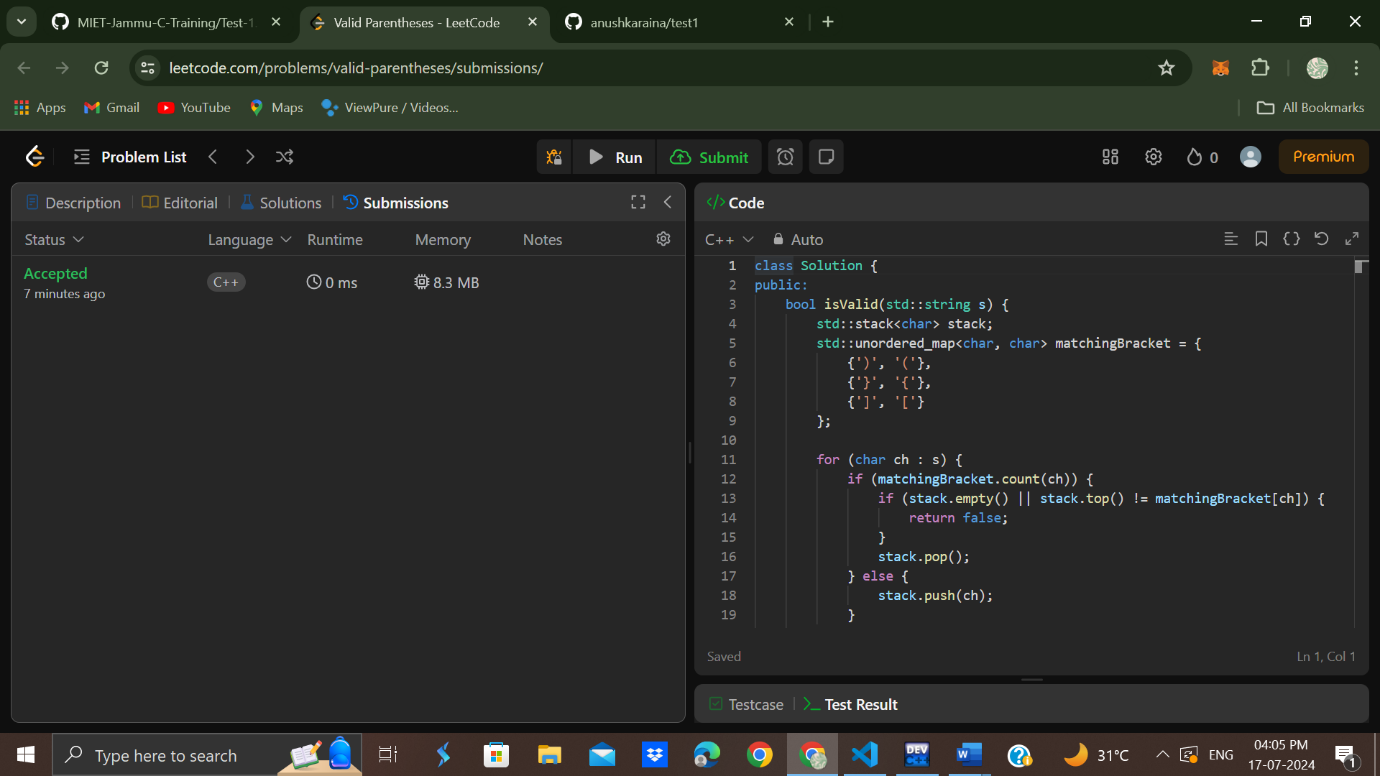 MIET-Jammu-C-Training/Test-1
Valid Parentheses - LeetCode
anushkaraina/test1
leetcode.com/problems/valid-parentheses/submissions/
Apps
Gmail
YouTube
Maps
ViewPure / Videos...
All Bookmarks
Problem List
Run
Submit
0
Premium
Description
Editorial
Solutions
Submissions
Status
Language
Runtime
Memory
Notes
Accepted
7 minutes ago
C++
0 ms
8.3 MB
</> Code
C++
Auto
1 class Solution {
2 public:
3     bool isValid(std::string s) {
4         std::stack<char> stack;
5         std::unordered_map<char, char> matchingBracket = {
6             {')', '('},
7             {'}', '{'},
8             {']', '['}
9         };
10
11         for (char ch : s) {
12             if (matchingBracket.count(ch)) {
13                 if (stack.empty() || stack.top() != matchingBracket[ch]) {
14                     return false;
15                 }
16                 stack.pop();
17             } else {
18                 stack.push(ch);
19             }
Saved
Ln 1, Col 1
Testcase
Test Result
Type here to search
DEV
31°C
ENG
04:05 PM
17-07-2024
1